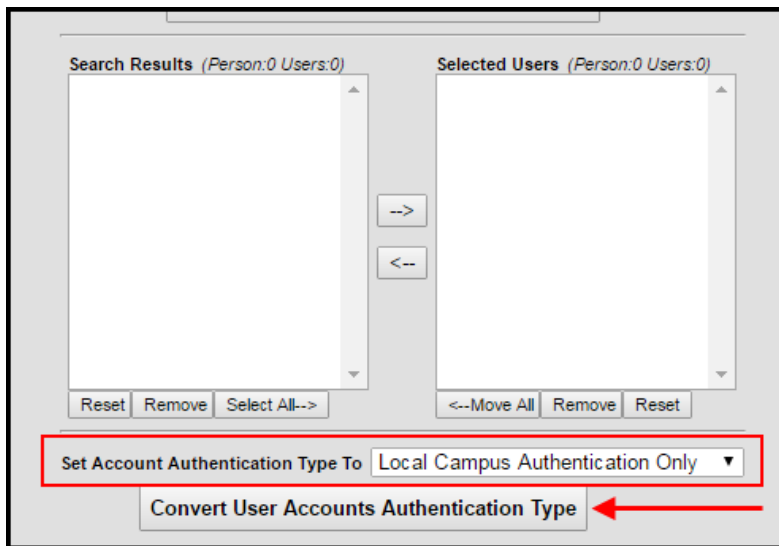 Search Results (Person:0 Users:0)
Selected Users (Person:0 Users:0)
-->
<--
Reset Remove Select All-->
<--Move All Remove Reset
Set Account Authentication Type To Local Campus Authentication Only
Convert User Accounts Authentication Type